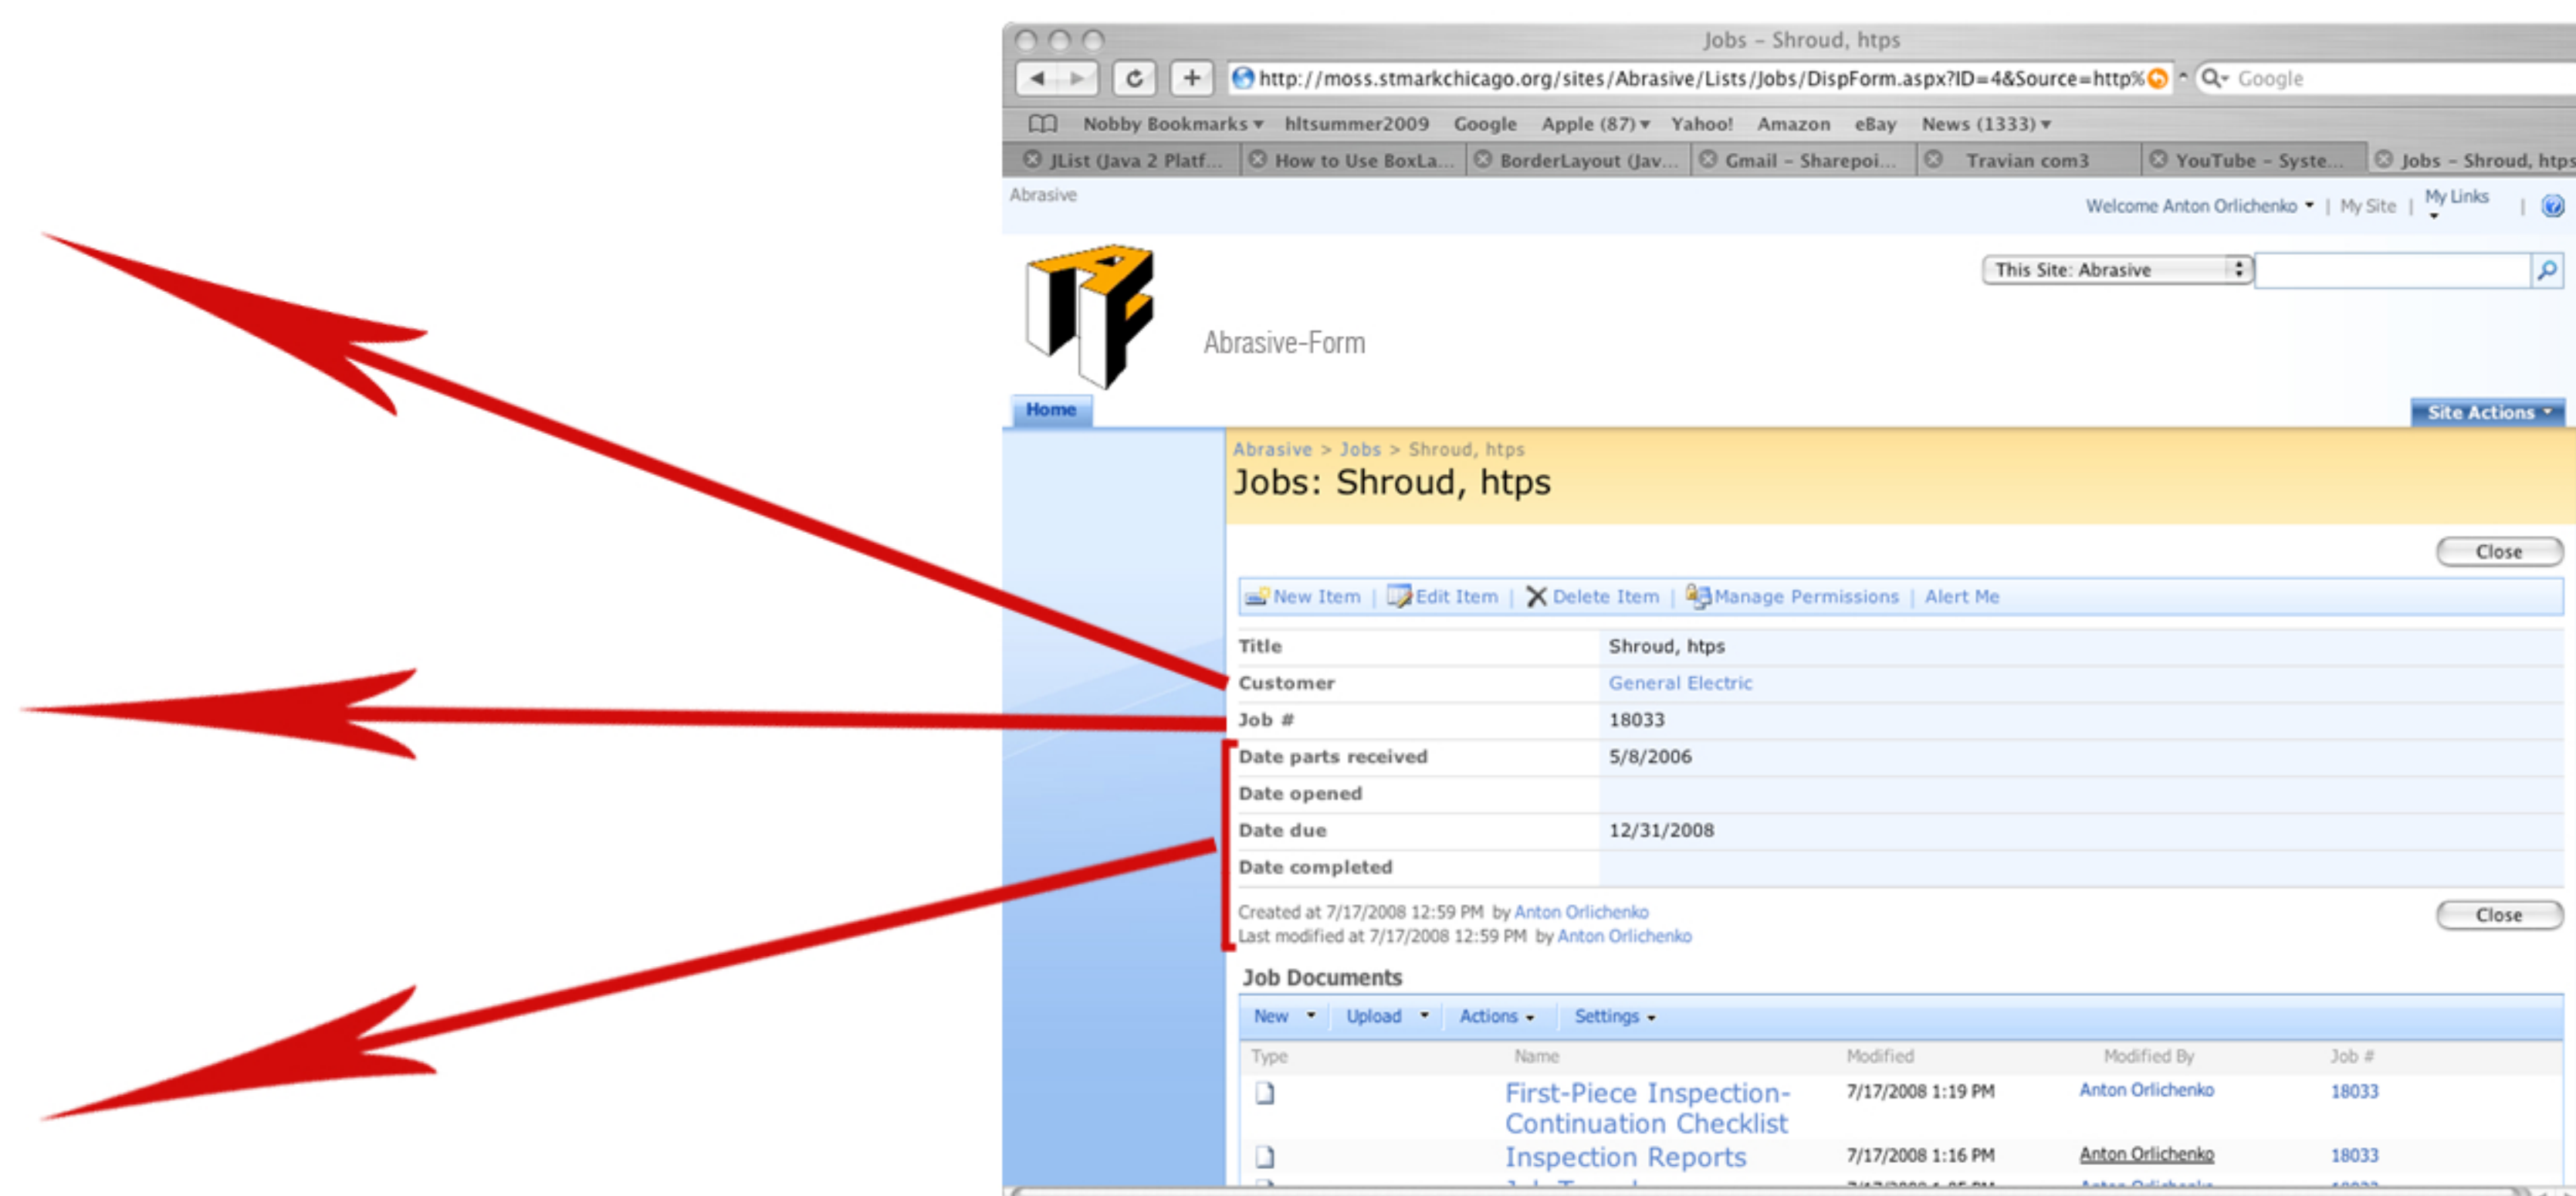 Jobs – Shroud, htps
http://moss.stmarkchicago.org/sites/Abrasive/Lists/Jobs/DispForm.aspx?ID=4&Source=http% Google
Nobby Bookmarks hltsummer2009 Google Apple (87) Yahoo! Amazon eBay News (1333)
JList (Java 2 Platf... How to Use BoxLa... BorderLayout (Jav... Gmail – Sharepoi... Travian com3 YouTube – Syste... Jobs – Shroud, htps
Abrasive
Welcome Anton Orlichenko | My Site | My Links |
This Site: Abrasive
AF
Abrasive-Form
Home Site Actions
Abrasive > Jobs > Shroud, htps
Jobs: Shroud, htps
Close
New Item | Edit Item | Delete Item | Manage Permissions | Alert Me
Title Shroud, htps
Customer General Electric
Job # 18033
Date parts received 5/8/2006
Date opened
Date due 12/31/2008
Date completed
Created at 7/17/2008 12:59 PM by Anton Orlichenko
Close
Last modified at 7/17/2008 12:59 PM by Anton Orlichenko
Job Documents
New Upload Actions Settings
Type Name Modified Modified By Job #
First-Piece Inspection- 7/17/2008 1:19 PM Anton Orlichenko 18033
Continuation Checklist
Inspection Reports 7/17/2008 1:16 PM Anton Orlichenko 18033